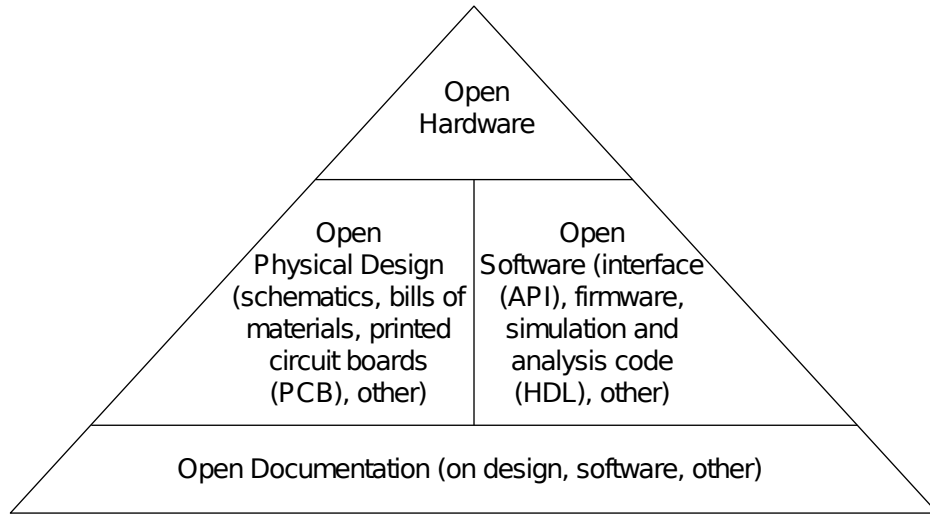 Open
Hardware
Open
Physical Design
(schematics, bills of
materials, printed
circuit boards
(PCB), other)
Open
Software (interface
(API), firmware,
simulation and
analysis code
(HDL), other)
Open Documentation (on design, software, other)